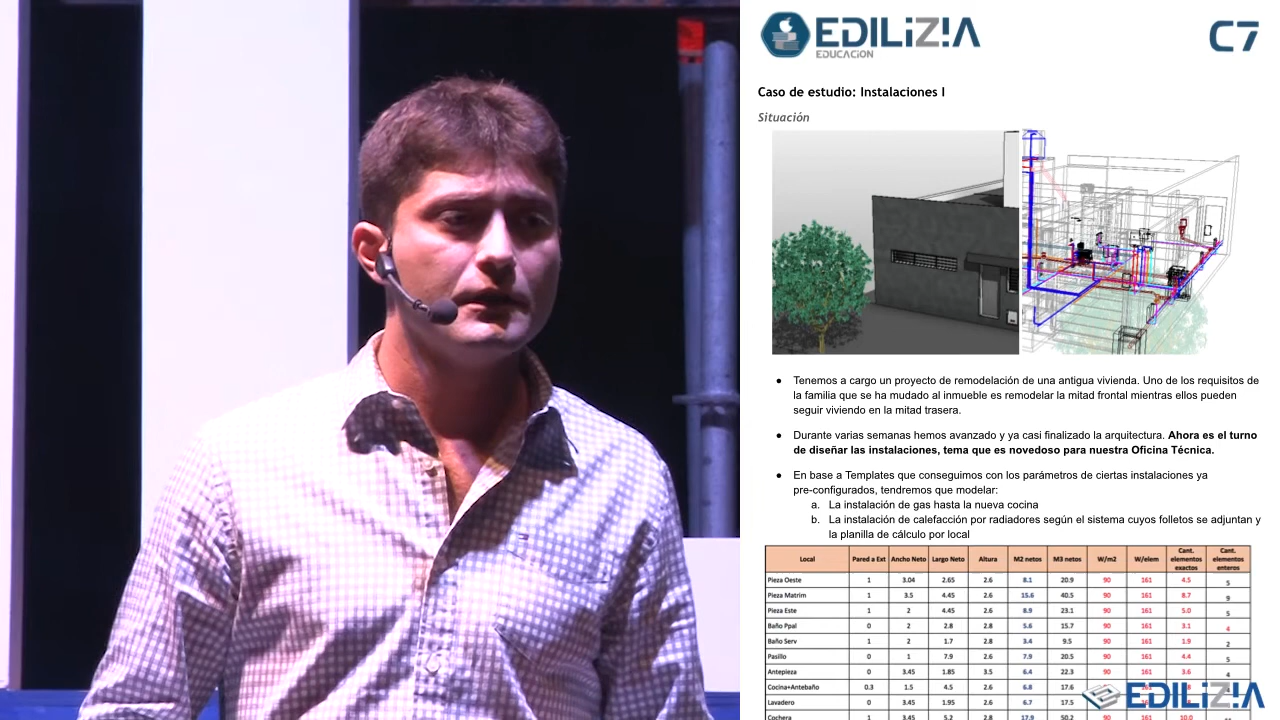 EDILIZ!A
EDUCACIÓN
C7
Caso de estudio: Instalaciones I
Situación
● Tenemos a cargo un proyecto de remodelación de una antigua vivienda. Uno de los requisitos de
la familia que se ha mudado al inmueble es remodelar la mitad frontal mientras ellos pueden
seguir viviendo en la mitad trasera.
● Durante varias semanas hemos avanzado y ya casi finalizado la arquitectura. Ahora es el turno
de diseñar las instalaciones, tema que es novedoso para nuestra Oficina Técnica.
● En base a Templates que conseguimos con los parámetros de ciertas instalaciones ya
pre-configurados, tendremos que modelar:
a. La instalación de gas hasta la nueva cocina
b. La instalación de calefacción por radiadores según el sistema cuyos folletos se adjuntan y
la planilla de cálculo por local
Local Pared a Ext Ancho Neto Largo Neto Altura M2 netos M3 netos W/m2 W/elem Cant. elementos exactos Cant. elementos enteros
Pieza Oeste 1 3.04 2.65 2.6 8.1 20.9 90 161 4.5 5
Pieza Matrim 1 3.5 4.45 2.6 15.6 40.5 90 161 8.7 9
Pieza Este 1 2 4.45 2.6 8.9 23.1 90 161 5.0 5
Baño Ppal 0 2 2.8 2.8 5.6 15.7 90 161 3.1 4
Baño Serv 1 2 1.7 2.8 3.4 9.5 90 161 1.9 2
Pasillo 0 1 7.9 2.6 7.9 20.5 90 161 4.4 5
Antepieza 0 3.45 1.85 3.5 6.4 22.3 90 161 3.6 4
Cocina+Antebaño 0.3 1.5 4.5 2.6 6.8 17.6
Lavadero 0 3.45 1.95 2.6 6.7 17.5
Cochera 1 3.45 5.2 2.8 17.9 50.2 90 161 10.0
EDILIZ!A